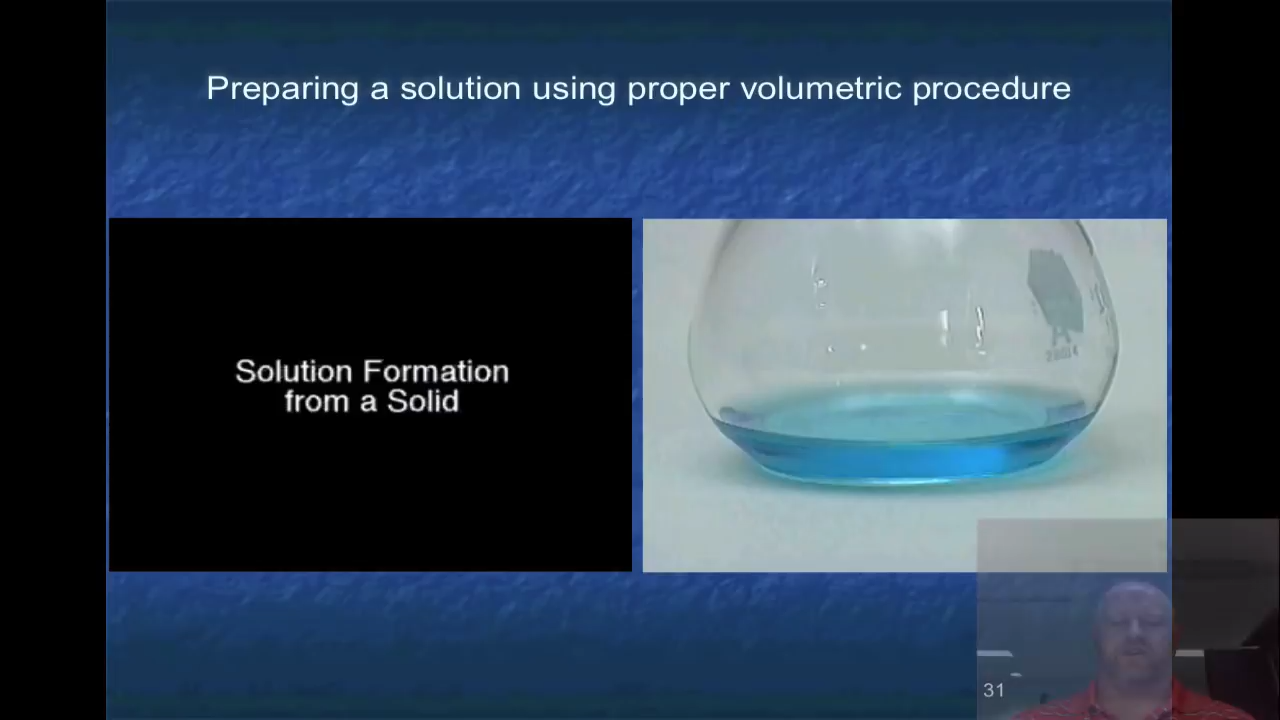 Preparing a solution using proper volumetric procedure
Solution Formation
from a Solid
A
31